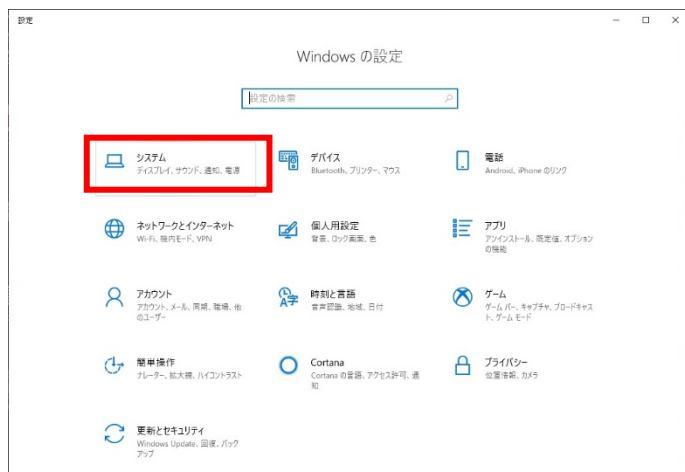 設定
Windows の設定
設定の検索
システム
ディスプレイ、サウンド、通知、電源
デバイス
Bluetooth、プリンター、マウス
電話
Android、iPhone のリンク
ネットワークとインターネット
Wi-Fi、機内モード、VPN
個人用設定
背景、ロック画面、色
アプリ
アンインストール、既定値、オプション
の機能
アカウント
アカウント、メール、同期、職場、他
のユーザー
時刻と言語
音声認識、地域、日付
ゲーム
ゲーム バー、キャプチャ、ブロードキャス
ト、ゲーム モード
簡単操作
ナレーター、拡大鏡、ハイコントラスト
Cortana
Cortana の言語、アクセス許可、通
知
プライバシー
位置情報、カメラ
更新とセキュリティ
Windows Update、回復、バック
アップ